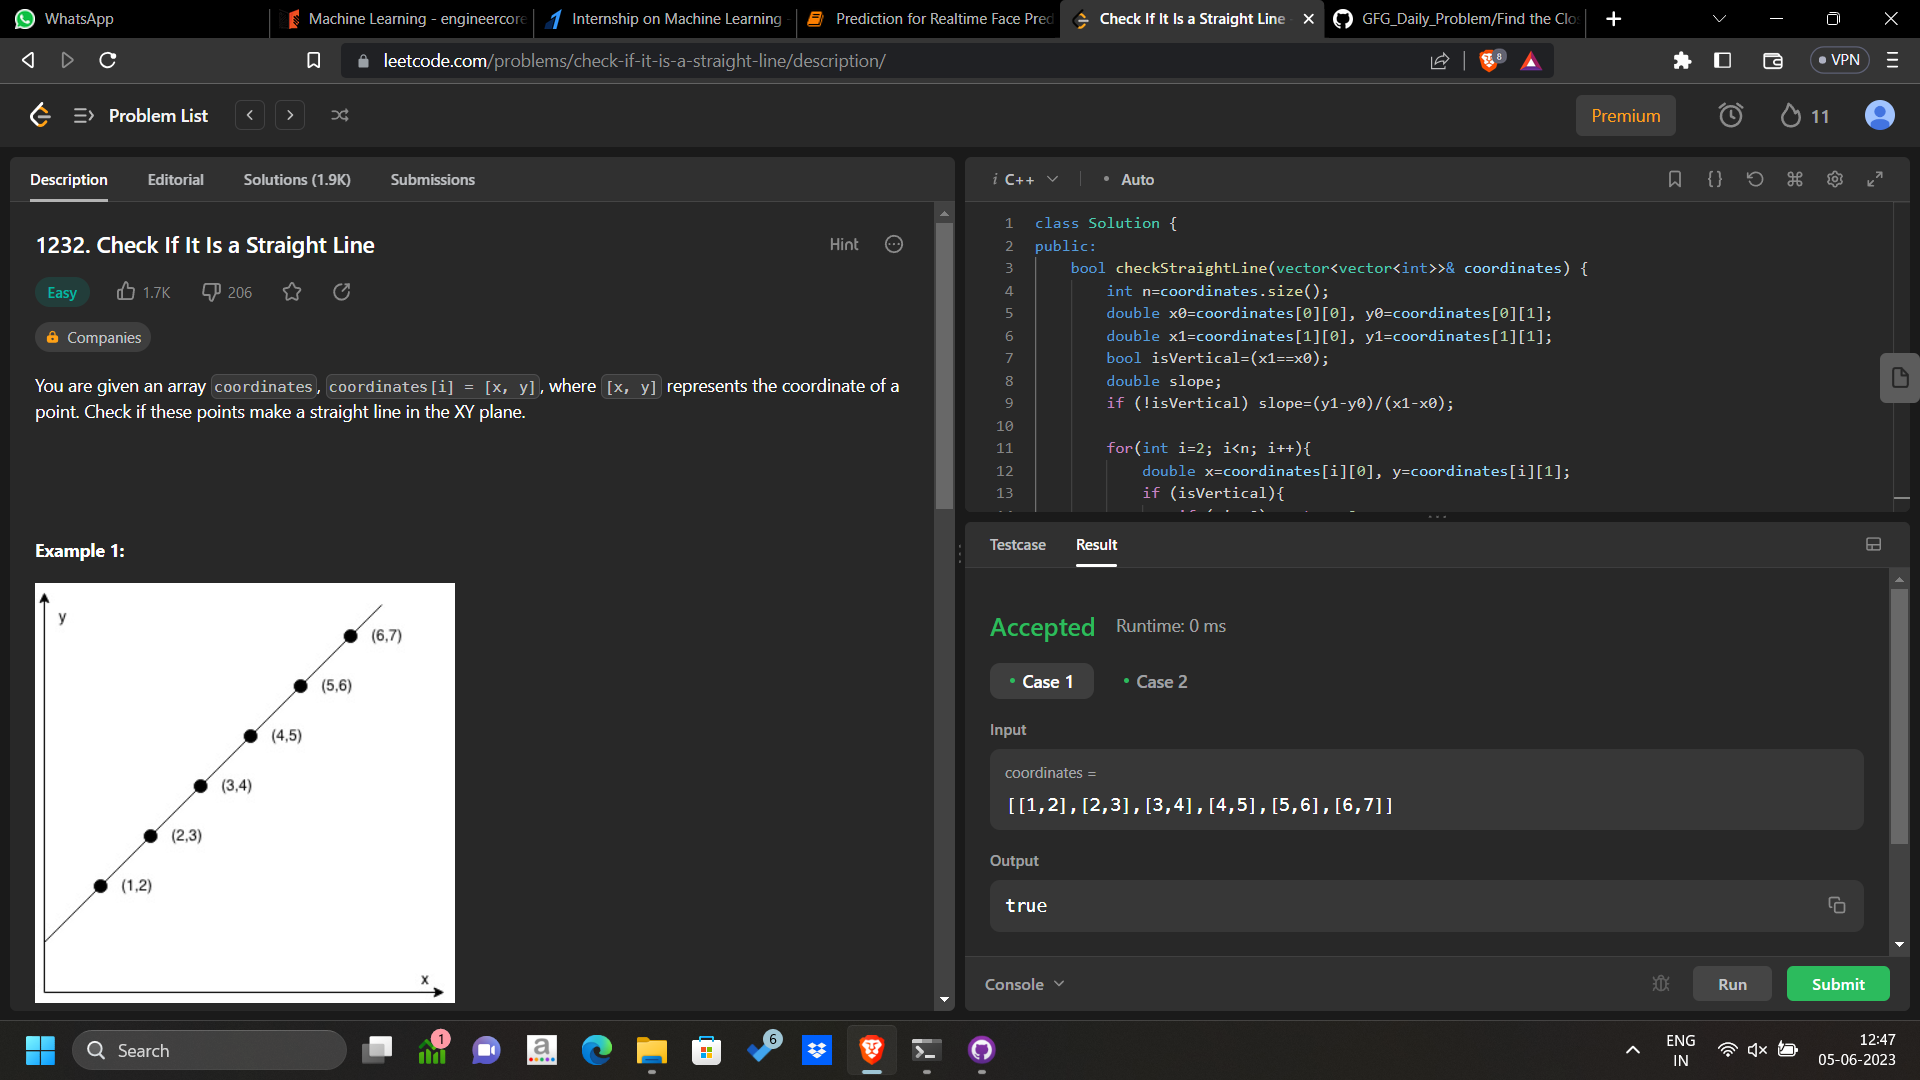 WhatsApp
Machine Learning - engineercore
Internship on Machine Learning -
Prediction for Realtime Face Pred
Check If It Is a Straight Line -
GFG_Daily_Problem/Find the Clo
leetcode.com/problems/check-if-it-is-a-straight-line/description/
8
VPN
Problem List
Premium
11
Description
Editorial
Solutions (1.9K)
Submissions
1232. Check If It Is a Straight Line
Hint
Easy
1.7K
206
Companies
You are given an array coordinates, coordinates[i] = [x, y], where [x, y] represents the coordinate of a
point. Check if these points make a straight line in the XY plane.
Example 1:
y
(6,7)
(5,6)
(4,5)
(3,4)
(2,3)
(1,2)
x
i C++
Auto
{}
1 class Solution {
2 public:
3 bool checkStraightLine(vector<vector<int>>& coordinates) {
4 int n=coordinates.size();
5 double x0=coordinates[0][0], y0=coordinates[0][1];
6 double x1=coordinates[1][0], y1=coordinates[1][1];
7 bool isVertical=(x1==x0);
8 double slope;
9 if (!isVertical) slope=(y1-y0)/(x1-x0);
10
11 for(int i=2; i<n; i++){
12 double x=coordinates[i][0], y=coordinates[i][1];
13 if (isVertical){
Testcase
Result
Accepted
Runtime: 0 ms
Case 1
Case 2
Input
coordinates =
[[1,2],[2,3],[3,4],[4,5],[5,6],[6,7]]
Output
true
Console
Run
Submit
Search
1
a
6
ENG
IN
12:47
05-06-2023